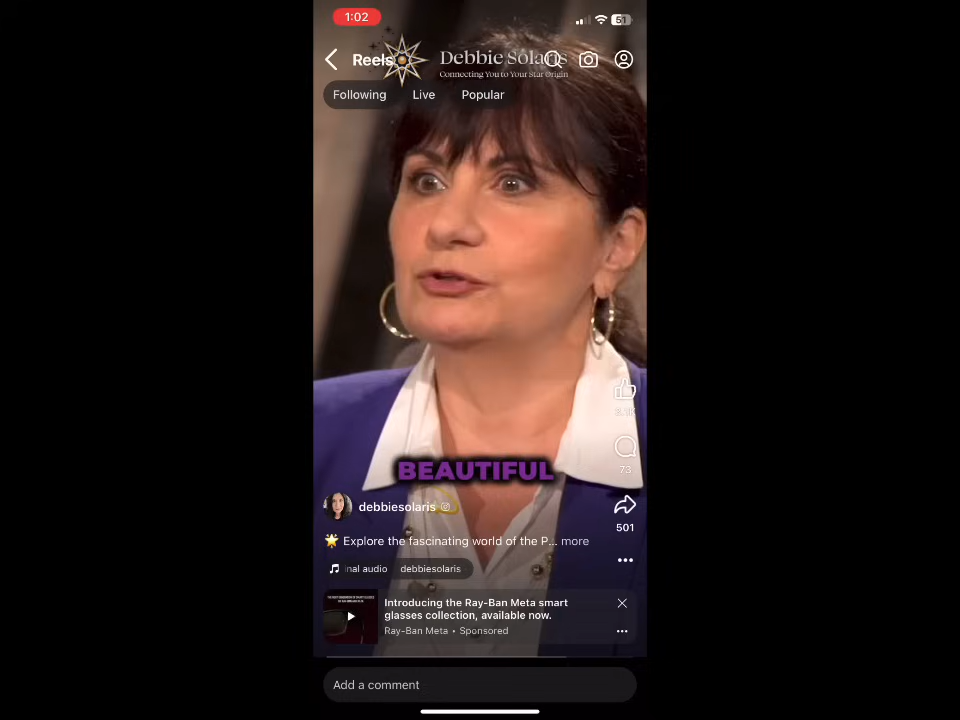 1:02
51
Reels
Debbie Solaris
Connecting You to Your Star Origin
Following Live Popular
BEAUTIFUL
73
debbiesolaris
501
🌟 Explore the fascinating world of the P... more
inal audio debbiesolaris
Introducing the Ray-Ban Meta smart
glasses collection, available now.
Ray-Ban Meta • Sponsored
Add a comment